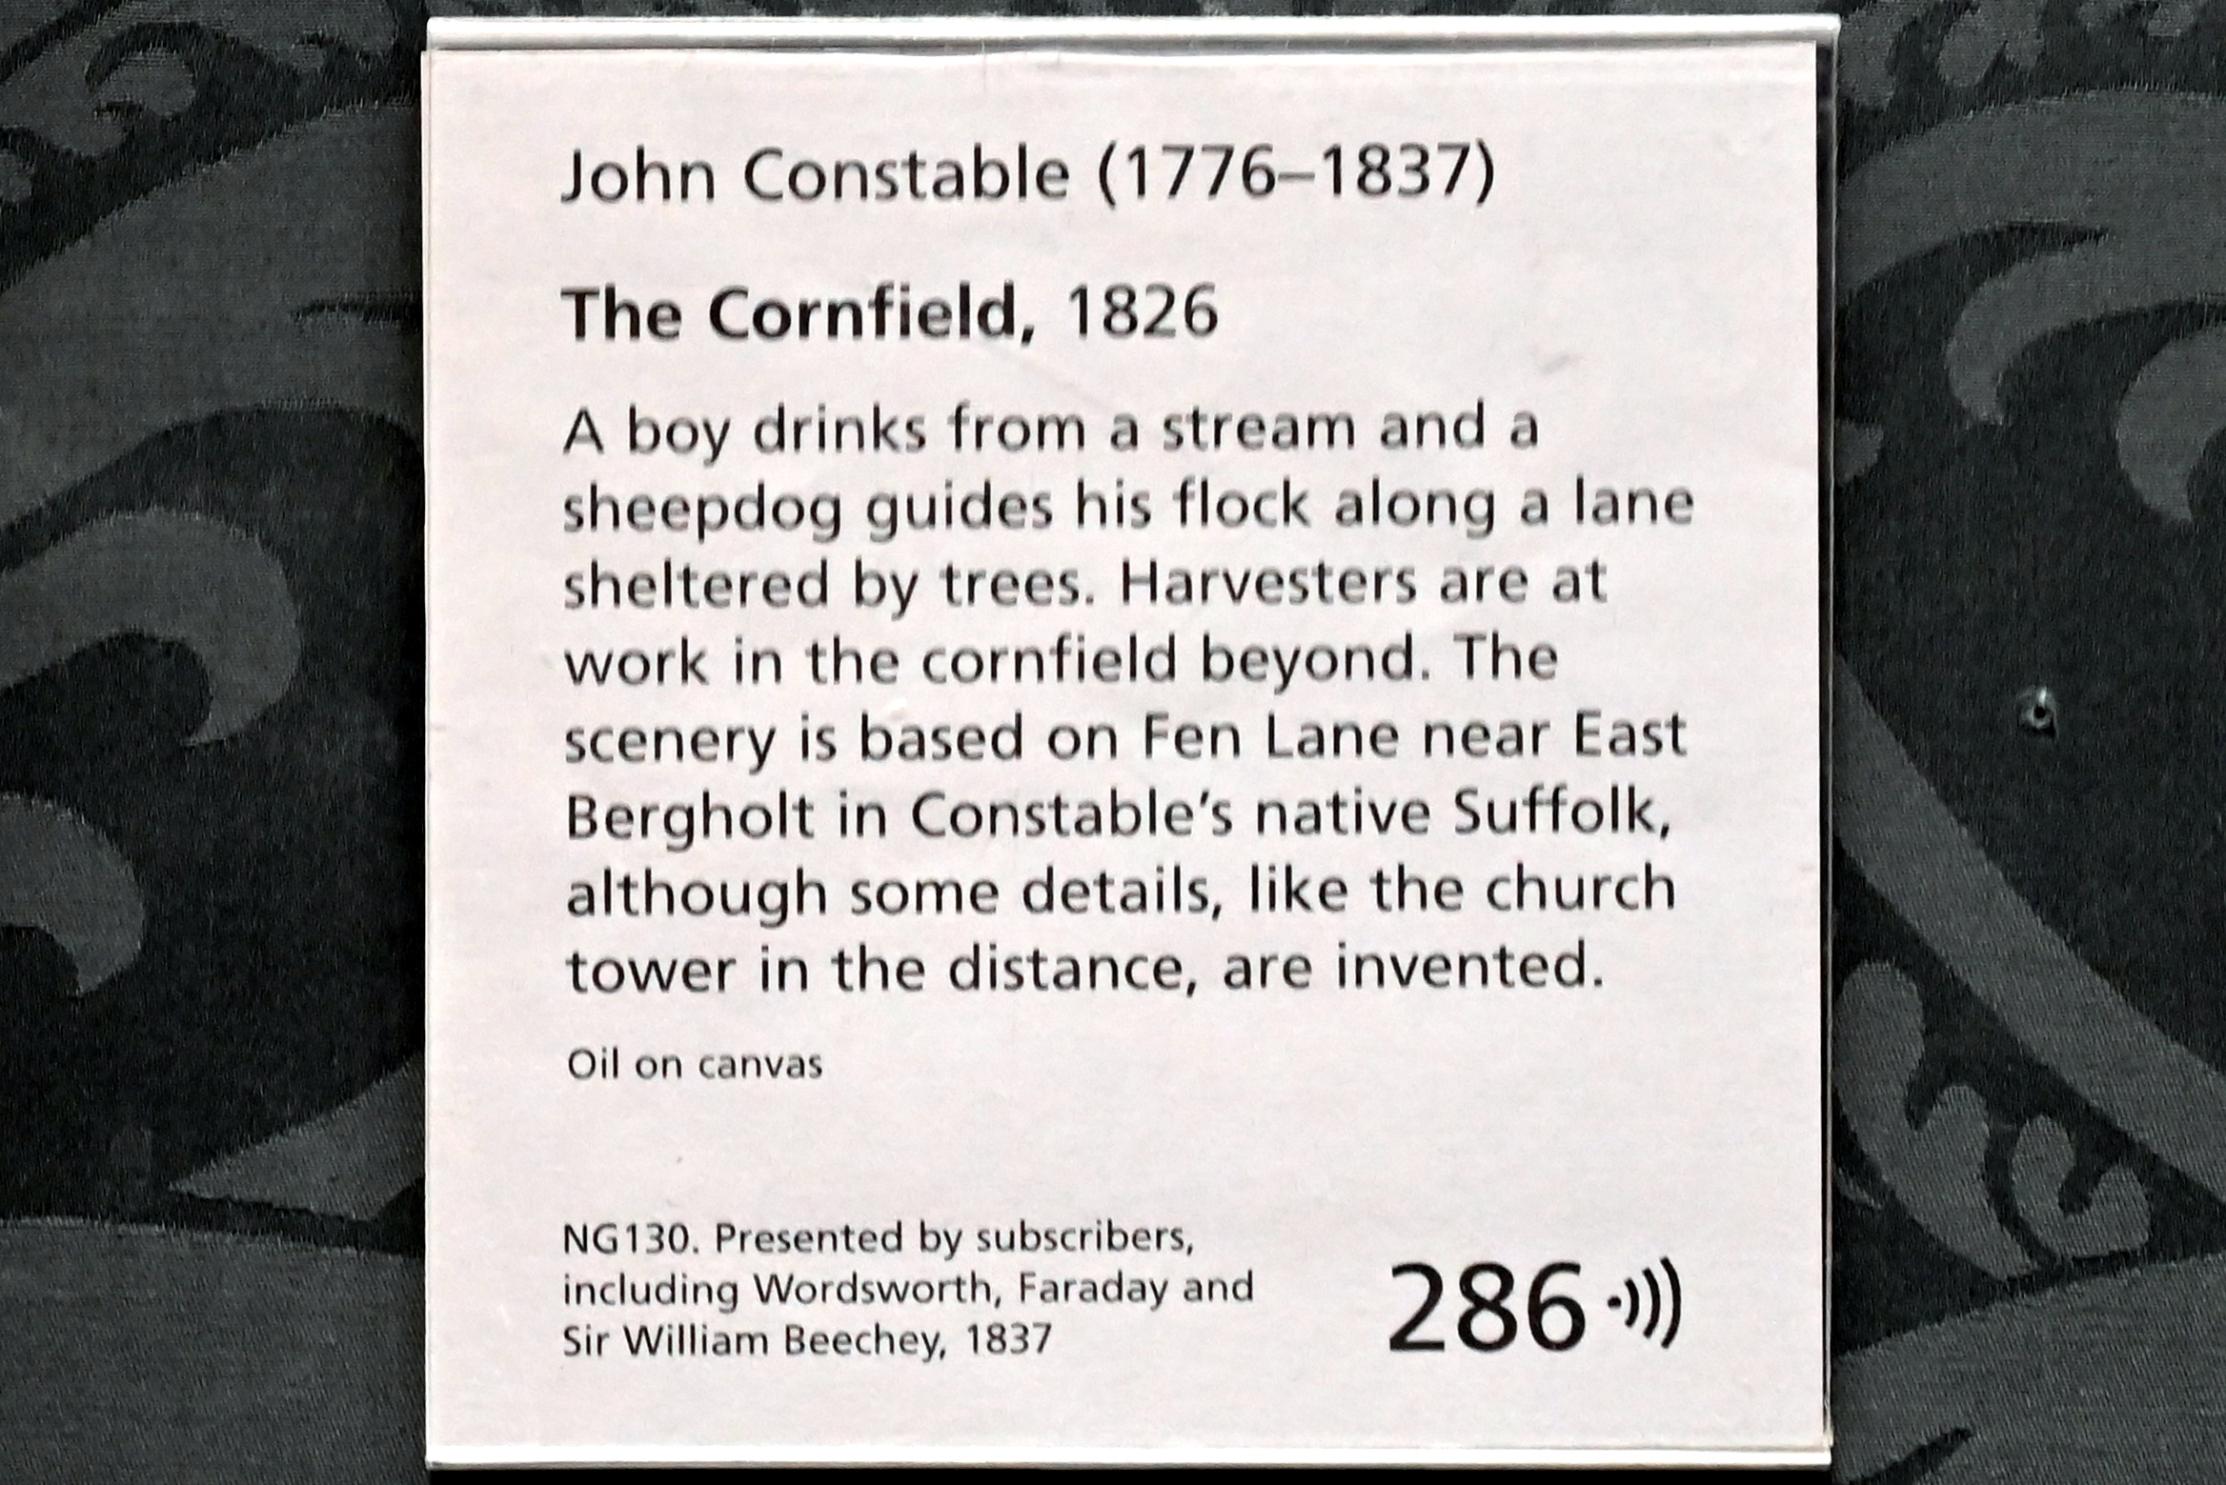 John Constable (1776–1837)
The Cornfield, 1826
A boy drinks from a stream and a
sheepdog guides his flock along a lane
sheltered by trees. Harvesters are at
work in the cornfield beyond. The
scenery is based on Fen Lane near East
Bergholt in Constable’s native Suffolk,
although some details, like the church
tower in the distance, are invented.
Oil on canvas
NG130. Presented by subscribers,
including Wordsworth, Faraday and
Sir William Beechey, 1837
286